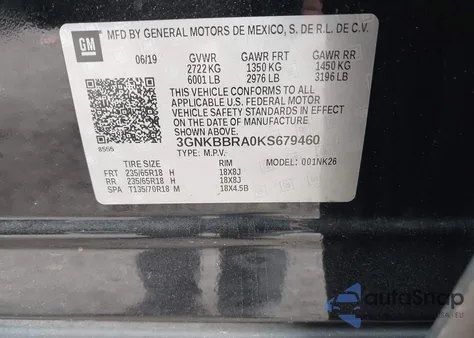 GM
MFD BY GENERAL MOTORS DE MEXICO, S. DE R.L. DE C.V.
06/19 GVWR GAWR FRT GAWR RR
2722 KG 1350 KG 1450 KG
6001 LB 2976 LB 3196 LB
THIS VEHICLE CONFORMS TO ALL
APPLICABLE U.S. FEDERAL MOTOR
VEHICLE SAFETY STANDARDS IN EFFECT
ON THE DATE OF MANUFACTURE
SHOWN ABOVE.
8555
3GNKBBRA0KS679460
TYPE: M.P.V. MODEL: 001NK26
TIRE SIZE RIM
FRT 235/65R18 H 18X8J
RR 235/65R18 H 18X8J
SPA T135/70R18 M 18X4.5B
autoSnap